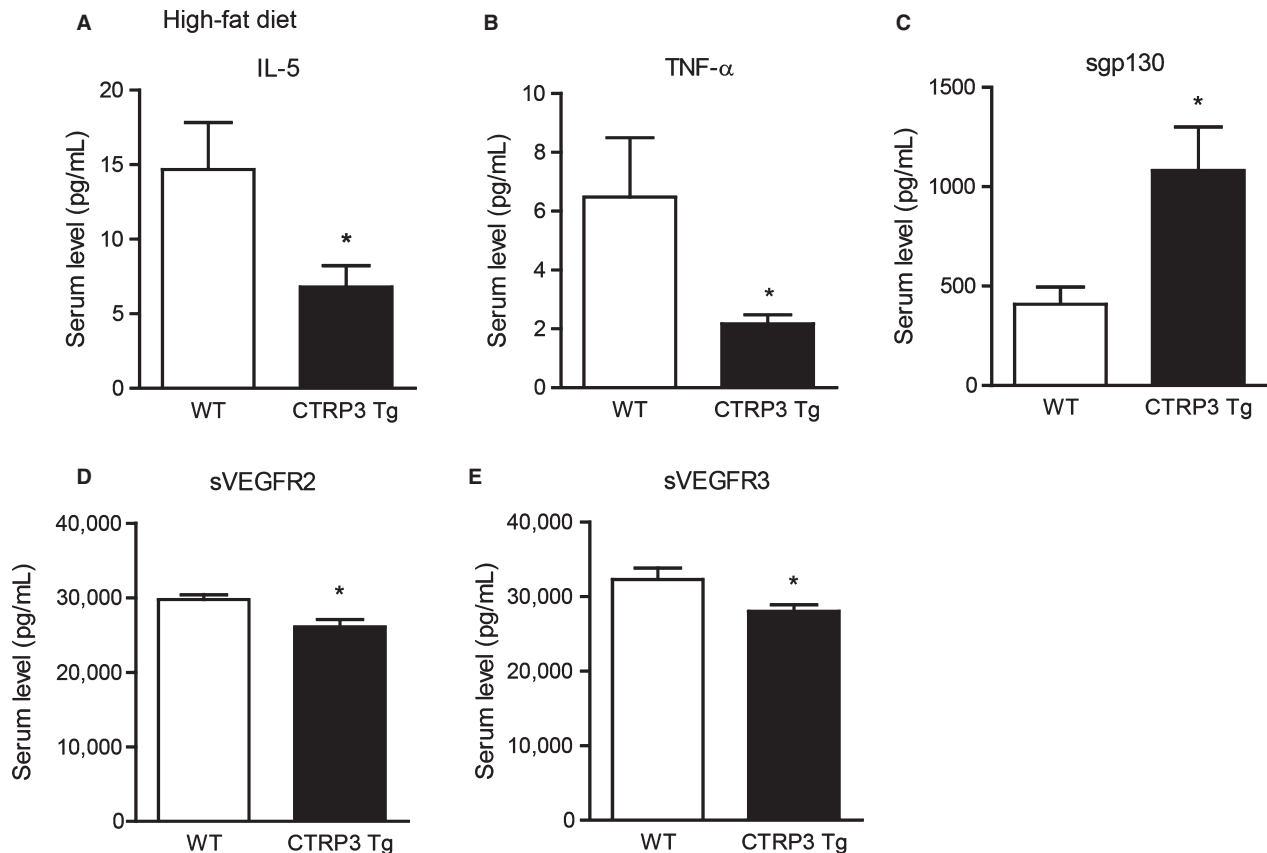 A High-fat diet
IL-5
Serum level (pg/mL)
20
15
10
5
0
*
WT CTRP3 Tg
B
TNF-α
Serum level (pg/mL)
10
8
6
4
2
0
*
WT CTRP3 Tg
C
sgp130
Serum level (pg/mL)
1500
1000
500
0
*
WT CTRP3 Tg
D
sVEGFR2
Serum level (pg/mL)
40,000
30,000
20,000
10,000
0
*
WT CTRP3 Tg
E
sVEGFR3
Serum level (pg/mL)
40,000
30,000
20,000
10,000
0
*
WT CTRP3 Tg